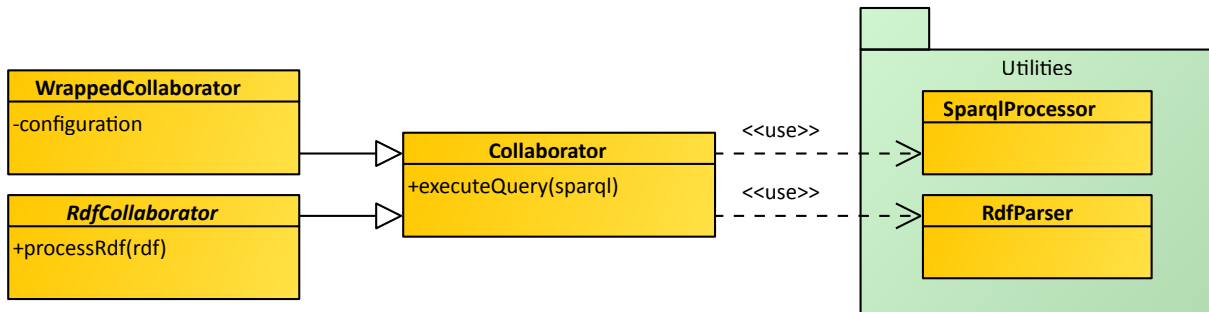 WrappedCollaborator
-configuration
RdfCollaborator
+processRdf(rdf)
Collaborator
+executeQuery(sparql)
<<use>>
<<use>>
Utilities
SparqlProcessor
RdfParser